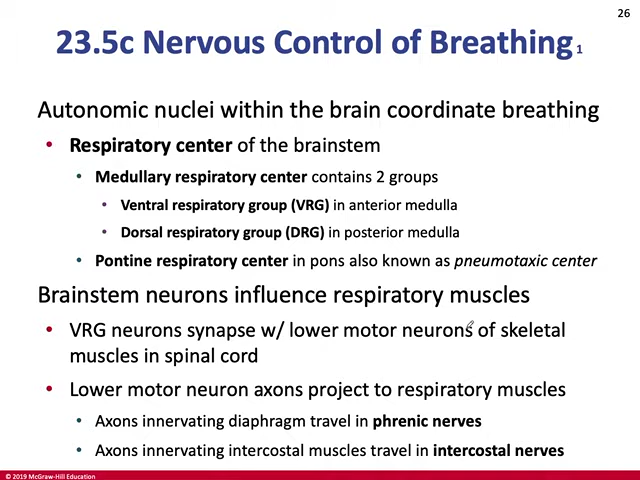 26
23.5c Nervous Control of Breathing 1
Autonomic nuclei within the brain coordinate breathing
• Respiratory center of the brainstem
• Medullary respiratory center contains 2 groups
• Ventral respiratory group (VRG) in anterior medulla
• Dorsal respiratory group (DRG) in posterior medulla
• Pontine respiratory center in pons also known as pneumotaxic center
Brainstem neurons influence respiratory muscles
• VRG neurons synapse w/ lower motor neurons of skeletal
muscles in spinal cord
• Lower motor neuron axons project to respiratory muscles
• Axons innervating diaphragm travel in phrenic nerves
• Axons innervating intercostal muscles travel in intercostal nerves
© 2019 McGraw-Hill Education